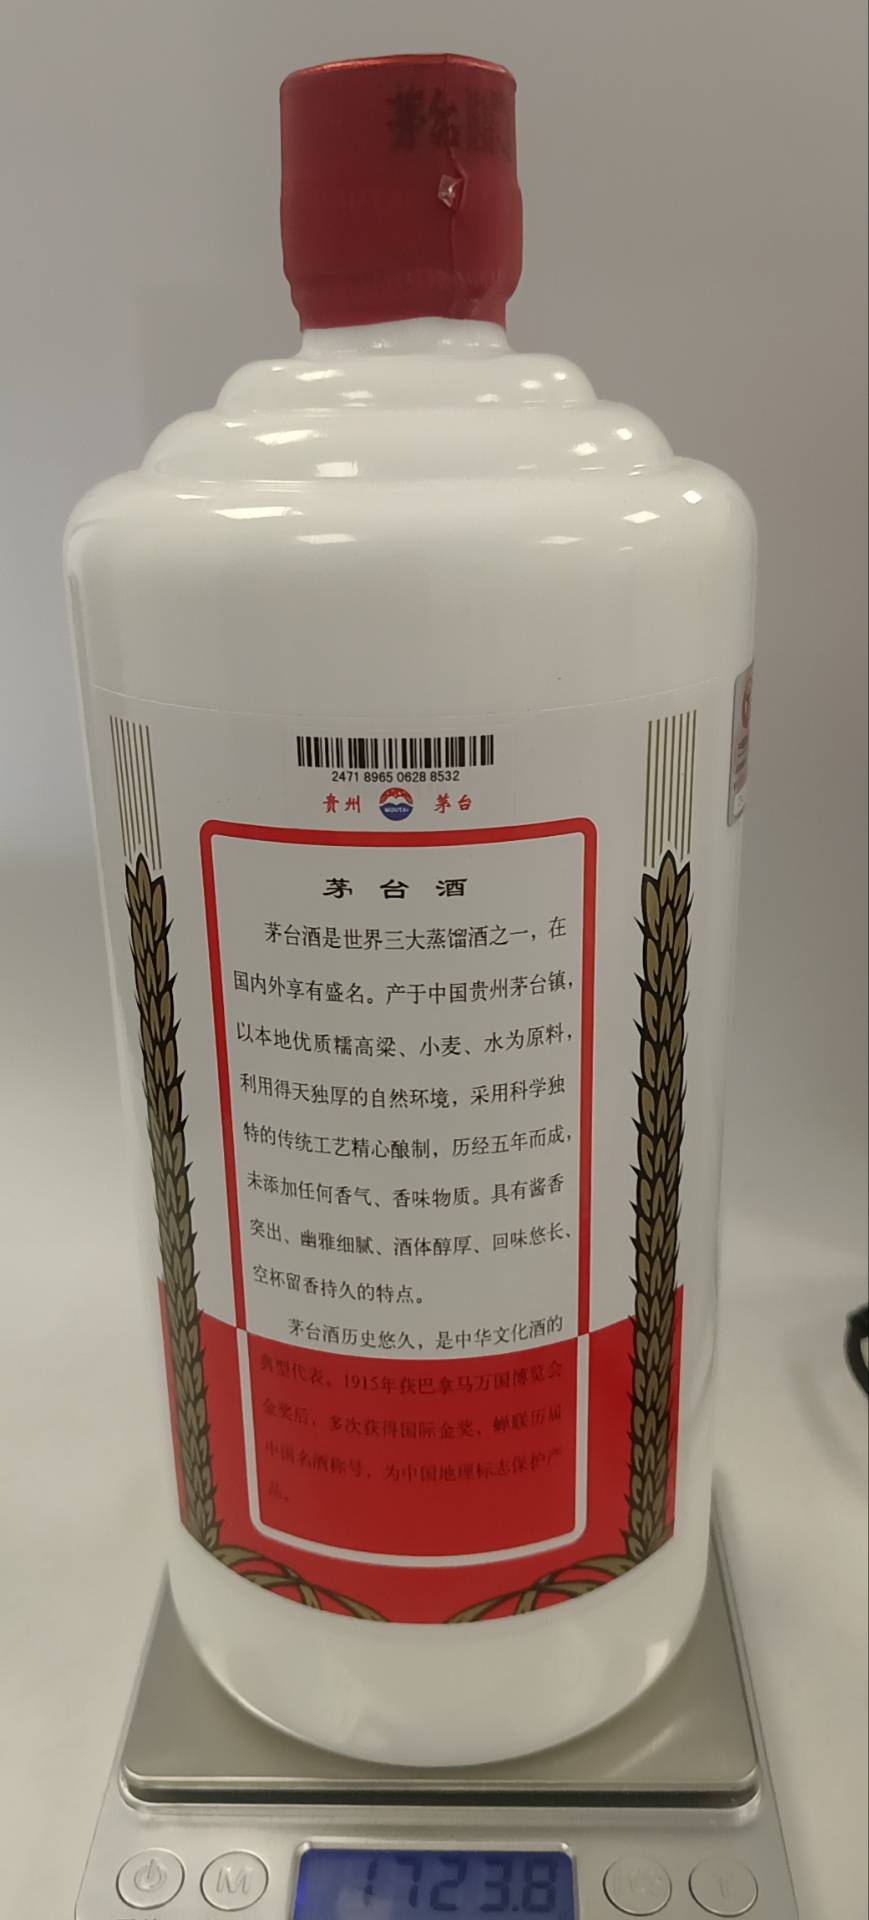 茅台
2471 8965 0628 8532
贵州 MOUTAI 茅台
茅台酒
茅台酒是世界三大蒸馏酒之一，在
国内外享有盛名。产于中国贵州茅台镇，
以本地优质糯高粱、小麦、水为原料，
利用得天独厚的自然环境，采用科学独
特的传统工艺精心酿制，历经五年而成，
未添加任何香气、香味物质。具有酱香
突出、幽雅细腻、酒体醇厚、回味悠长、
空杯留香持久的特点。
茅台酒历史悠久，是中华文化酒的
典型代表。1915年获巴拿马万国博览会
金奖后，多次获得国际金奖，蝉联历届
中国名酒称号，为中国地理标志保护产
品。
M
1723.8
T